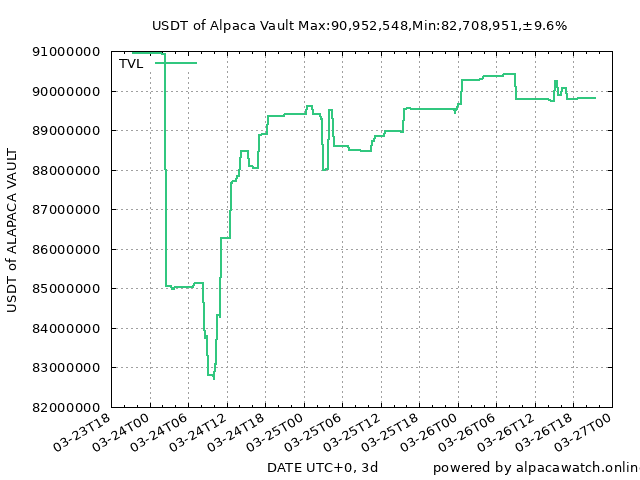 USDT of Alpaca Vault Max:90,952,548,Min:82,708,951,±9.6%
TVL
USDT of ALAPACA VAULT
91000000
90000000
89000000
88000000
87000000
86000000
85000000
84000000
83000000
82000000
03-23T18
03-24T00
03-24T06
03-24T12
03-24T18
03-25T00
03-25T06
03-25T12
03-25T18
03-26T00
03-26T06
03-26T12
03-26T18
03-27T00
DATE UTC+0, 3d
powered by alpacawatch.onlin